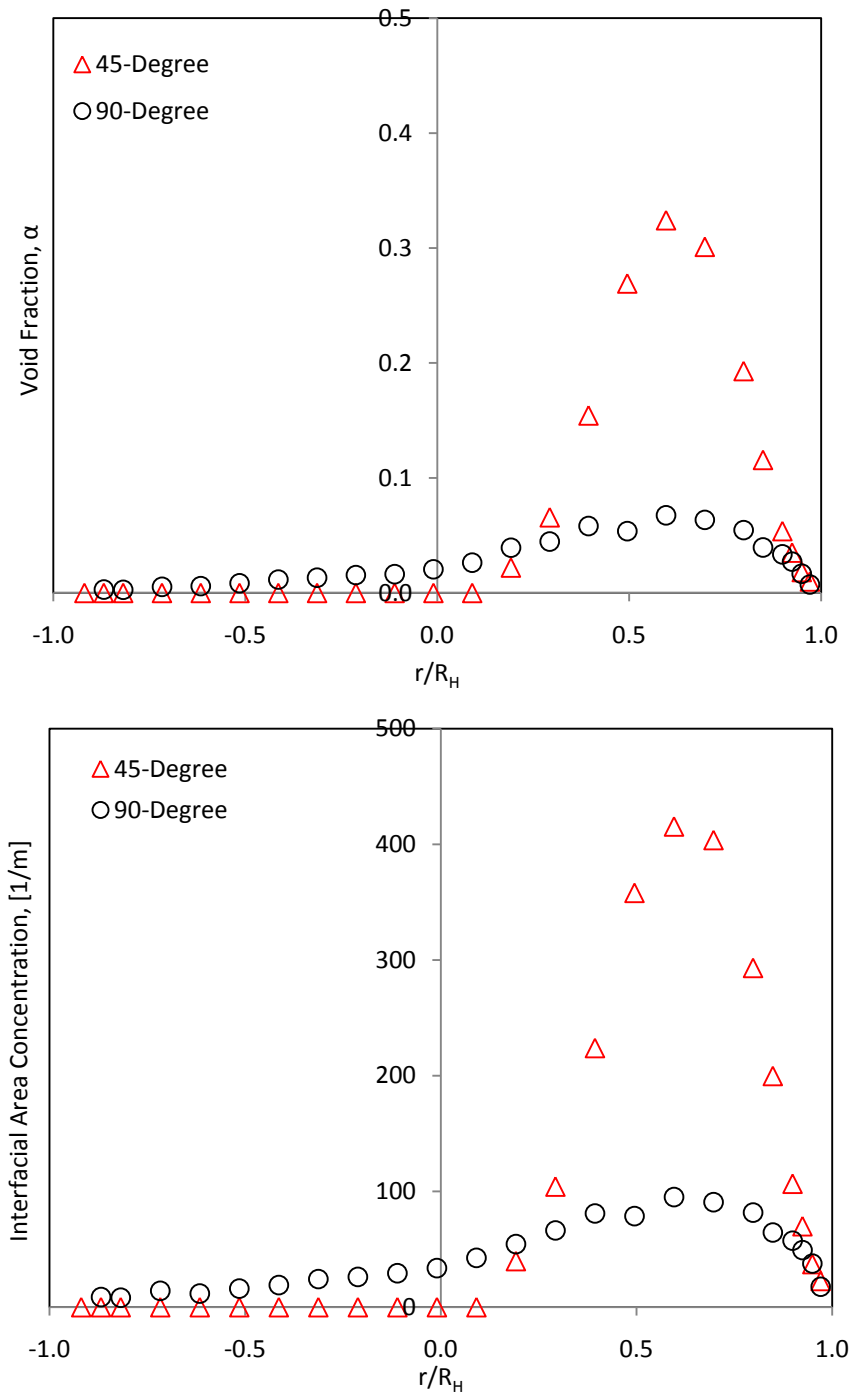 0.5
45-Degree
90-Degree
0.4
0.3
Void Fraction, α
0.2
0.1
0.0
-1.0 -0.5 0.0 0.5 1.0
r/RH
500
45-Degree
90-Degree
400
300
Interfacial Area Concentration, [1/m]
200
100
0
-1.0 -0.5 0.0 0.5 1.0
r/RH